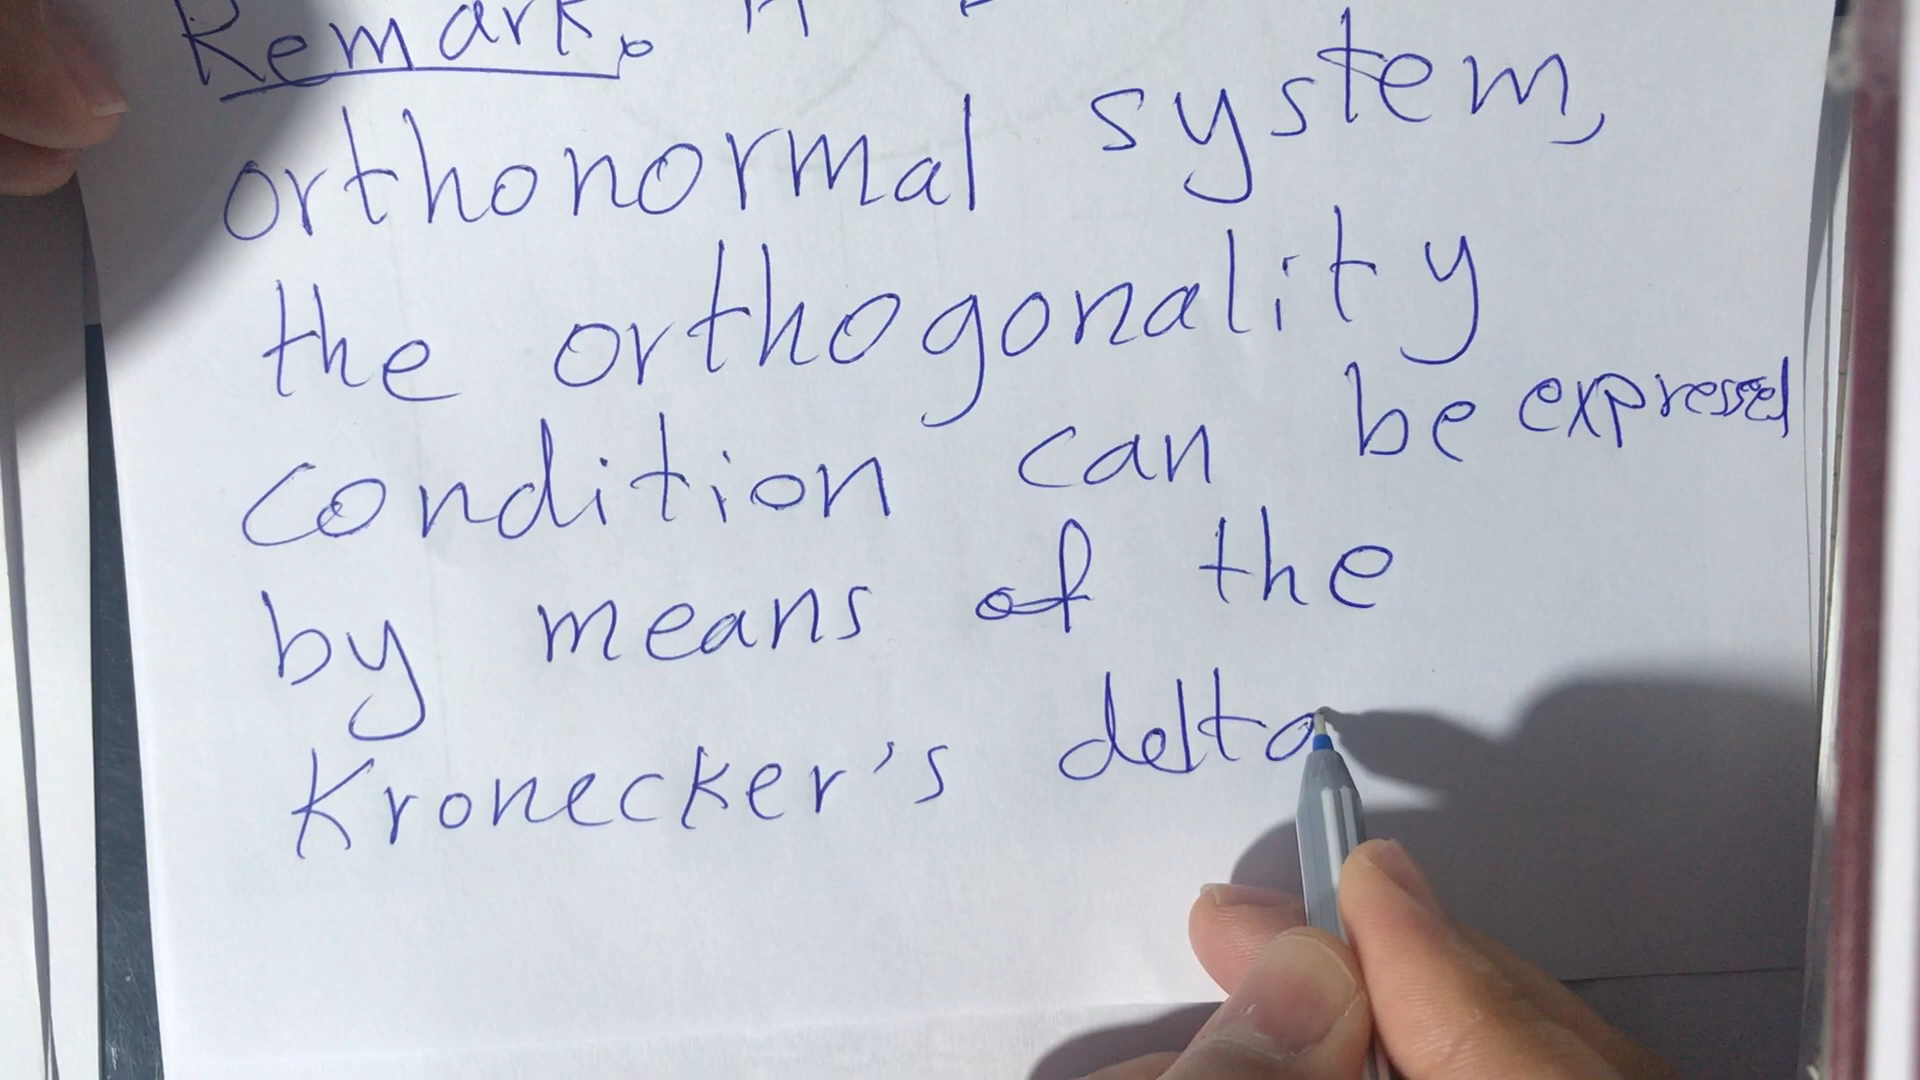 Remark.
orthonormal system,
the orthogonality
condition can be expressed
by means of the
Kronecker's delta